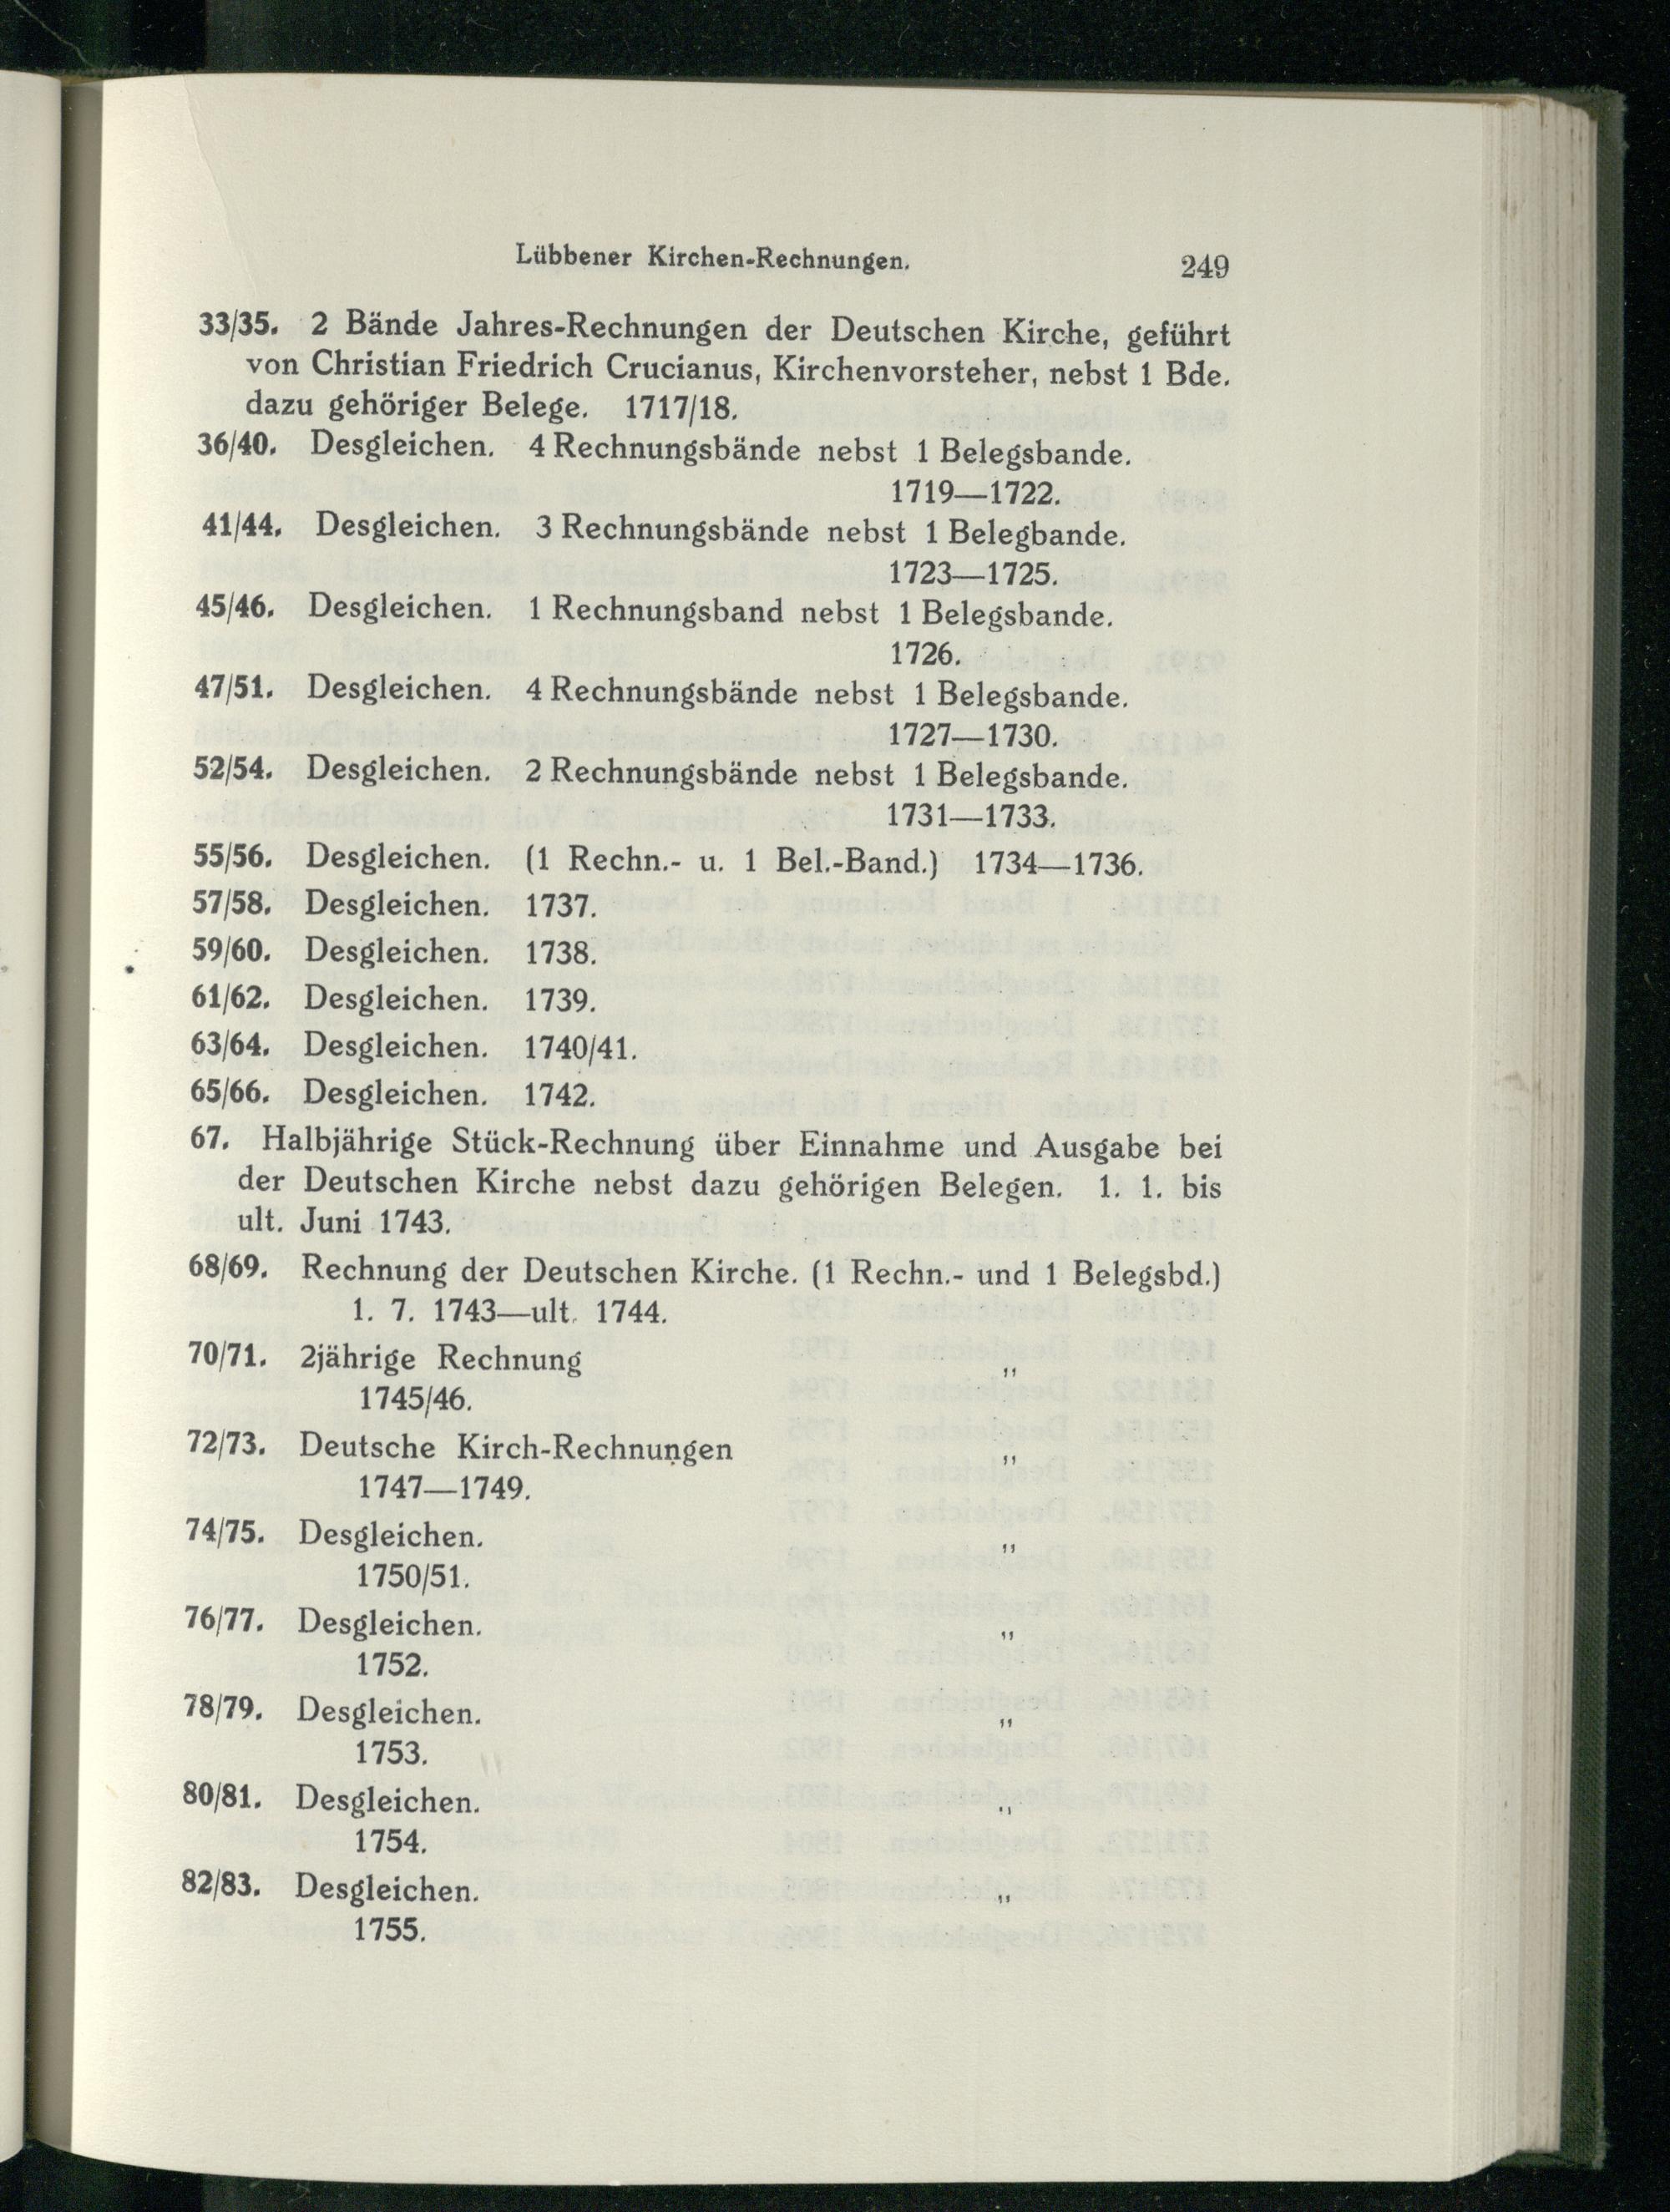 Lübbener Kirchen-Rechnungen. 249
33/35. 2 Bände Jahres-Rechnungen der Deutschen Kirche, geführt
von Christian Friedrich Crucianus, Kirchenvorsteher, nebst 1 Bde.
dazu gehöriger Belege. 1717/18.
36/40. Desgleichen. 4 Rechnungsbände nebst 1 Belegsbande.
1719—1722.
41/44. Desgleichen. 3 Rechnungsbände nebst 1 Belegbande.
1723—1725.
45/46. Desgleichen. 1 Rechnungsband nebst 1 Belegsbande.
1726.
47/51. Desgleichen. 4 Rechnungsbände nebst 1 Belegsbande.
1727—1730.
52/54. Desgleichen. 2 Rechnungsbände nebst 1 Belegsbande.
1731—1733.
55/56. Desgleichen. (1 Rechn.- u. 1 Bel.-Band.) 1734—1736.
57/58. Desgleichen. 1737.
59/60. Desgleichen. 1738.
61/62. Desgleichen. 1739.
63/64. Desgleichen. 1740/41.
65/66. Desgleichen. 1742.
67. Halbjährige Stück-Rechnung über Einnahme und Ausgabe bei
der Deutschen Kirche nebst dazu gehörigen Belegen. 1. 1. bis
ult. Juni 1743.
68/69. Rechnung der Deutschen Kirche. (1 Rechn.- und 1 Belegsbd.)
1. 7. 1743—ult. 1744.
70/71. 2jährige Rechnung "
1745/46.
72/73. Deutsche Kirch-Rechnungen "
1747—1749.
74/75. Desgleichen. "
1750/51.
76/77. Desgleichen. "
1752.
78/79. Desgleichen. "
1753.
80/81. Desgleichen. "
1754.
82/83. Desgleichen. "
1755.